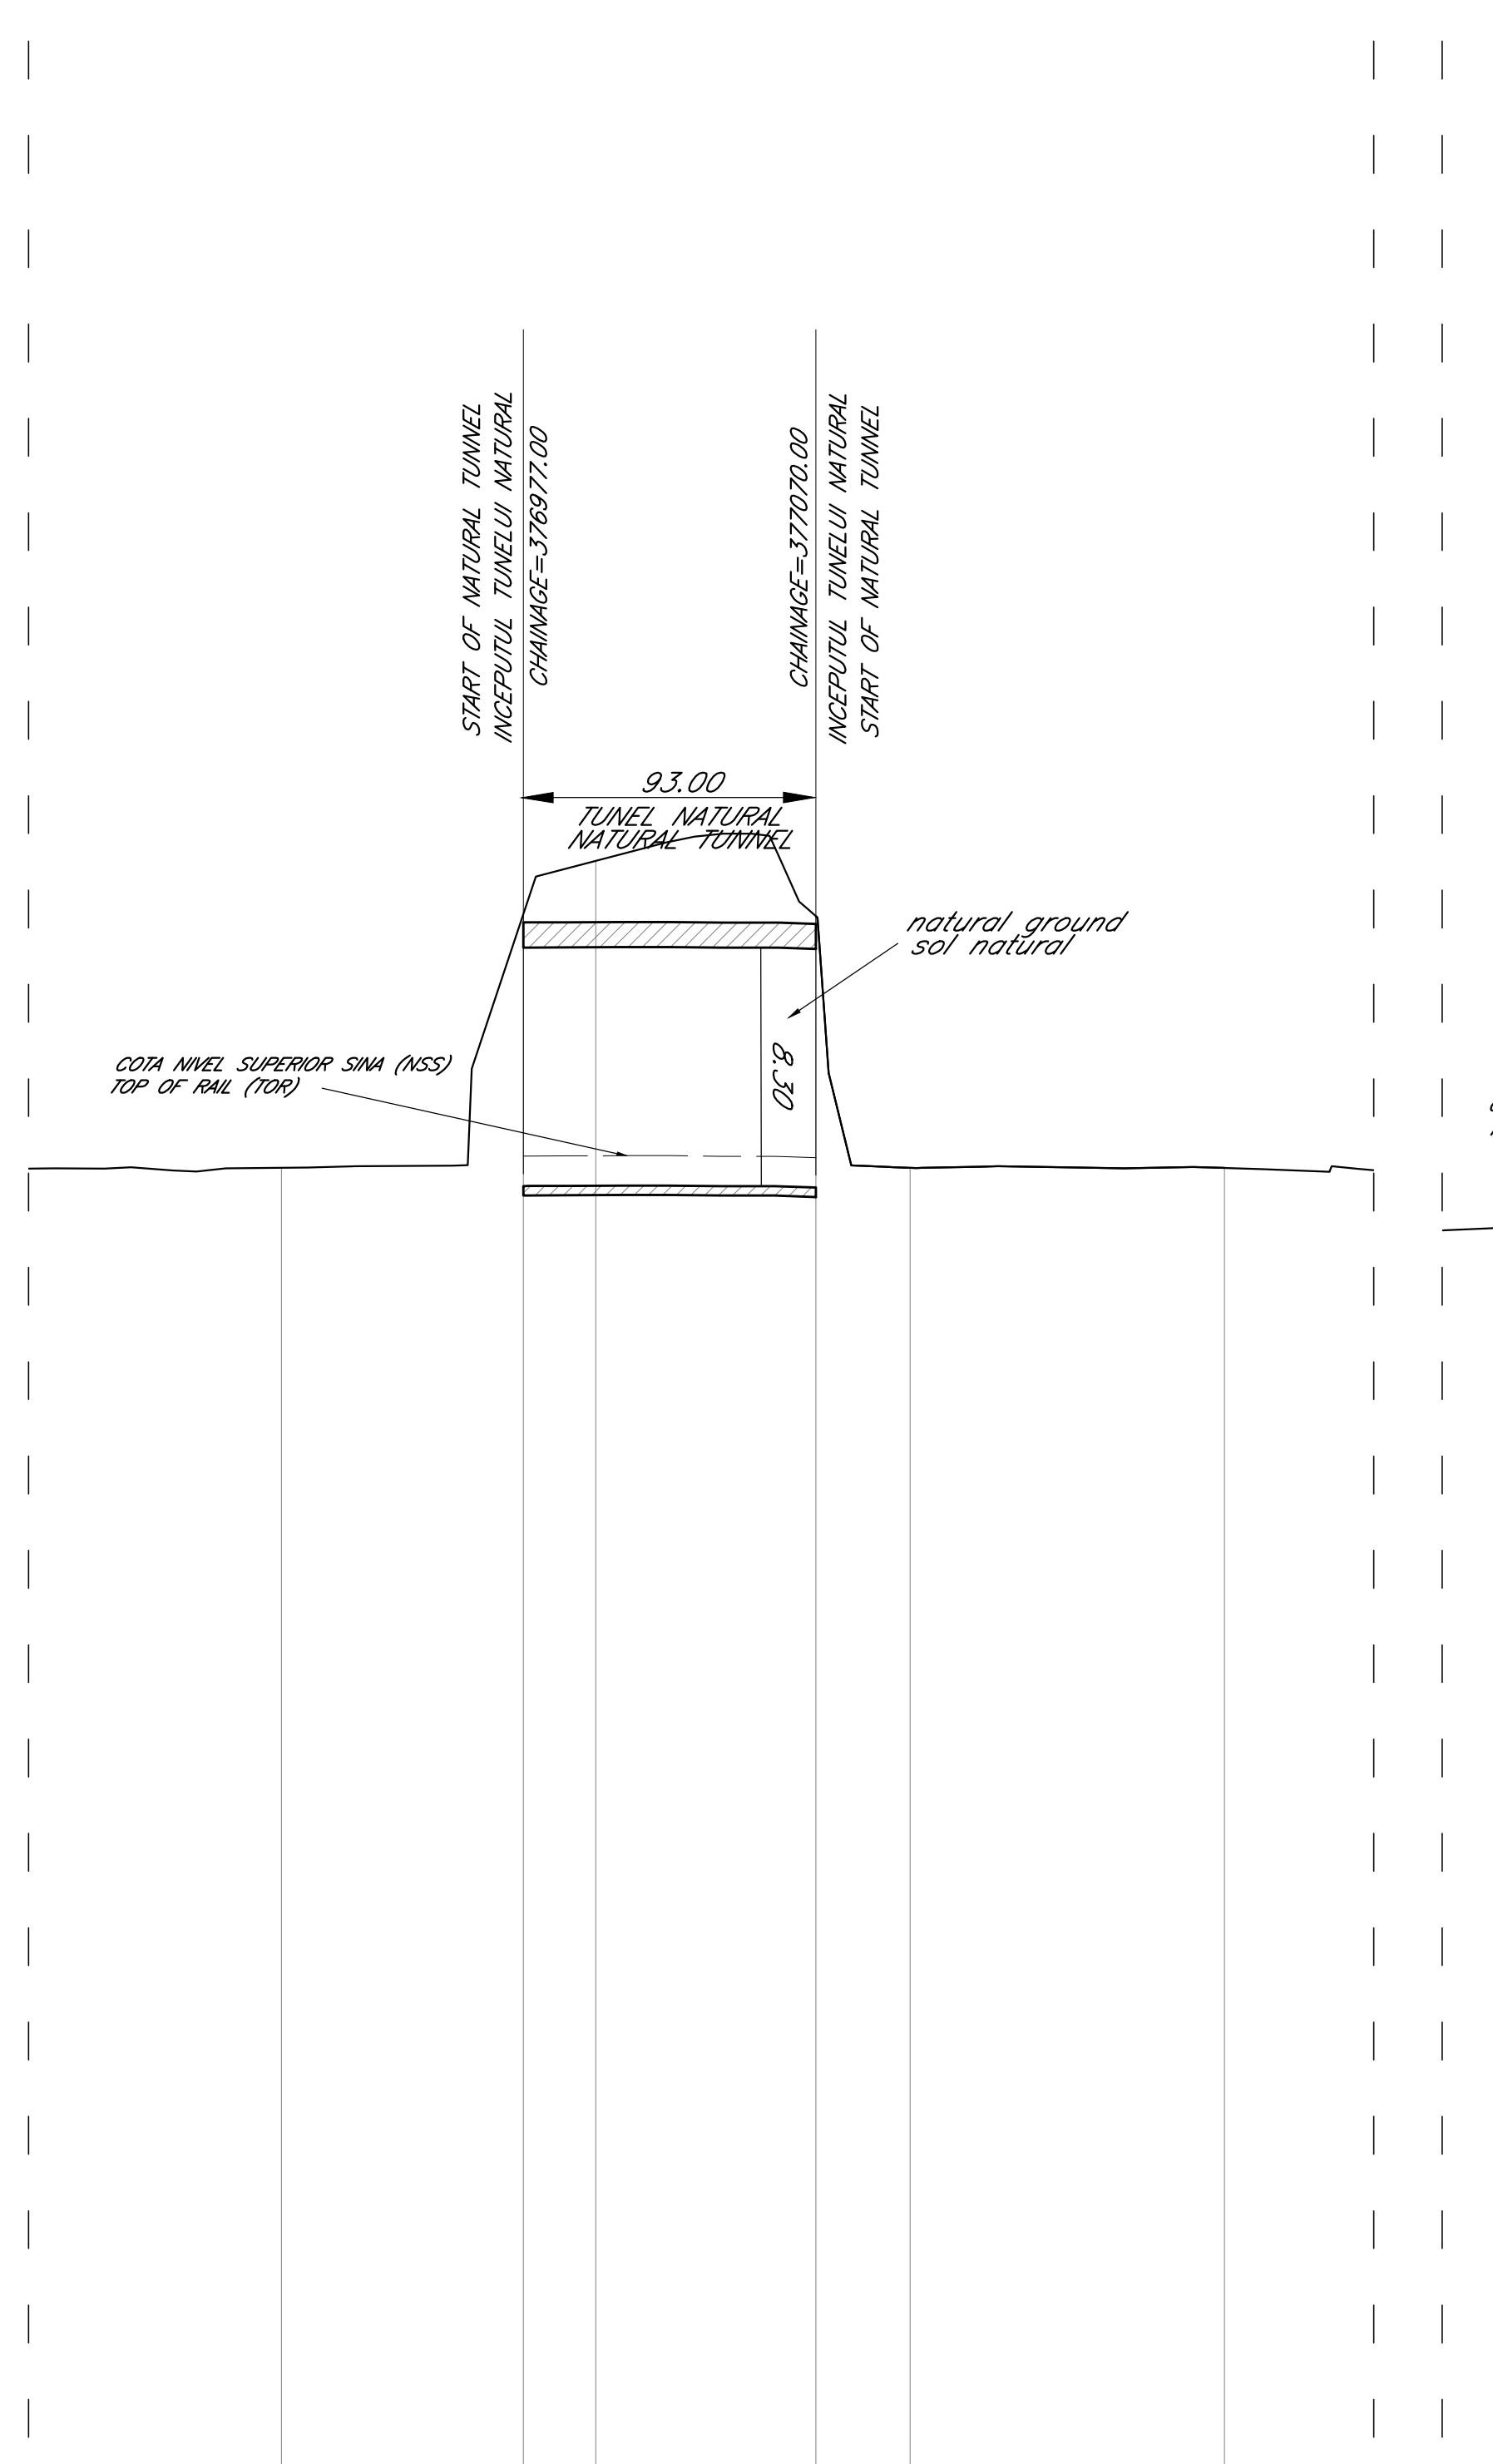 START OF NATURAL TUNNEL
INCEPUTUL TUNELUI NATURAL
CHAINAGE=376977.00
CHAINAGE=377070.00
INCEPUTUL TUNELUI NATURAL
START OF NATURAL TUNNEL
93.00
TUNEL NATURAL
NATURAL TUNNEL
natural ground
sol natural
8.30
COTA NIVEL SUPERIOR SINA (NSS)
TOP OF RAIL (TOR)